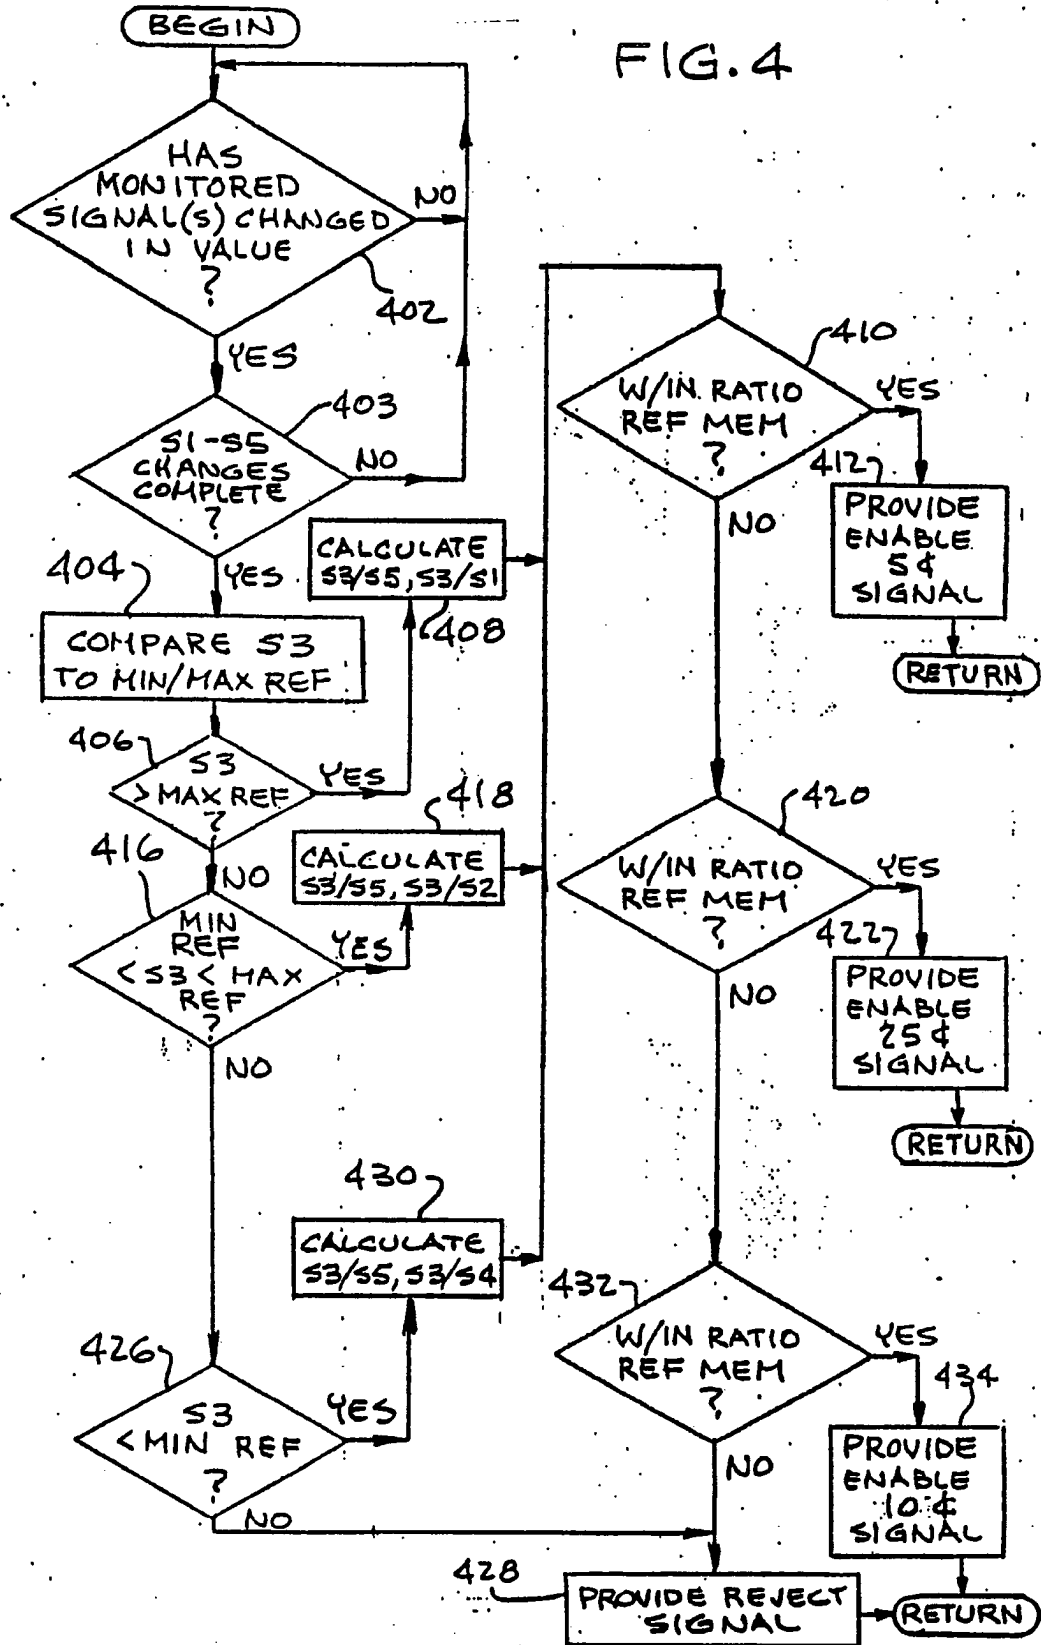 BEGIN
FIG.4
HAS
MONITORED
SIGNAL(S) CHANGED
IN VALUE
?
NO
402
YES
403
S1-S5
CHANGES
COMPLETE
?
NO
YES
404
COMPARE S3
TO MIN/MAX REF
CALCULATE
S3/S5, S3/S1
408
406
S3
> MAX REF
?
YES
NO
416
MIN
REF
< S3 < MAX
REF
?
YES
NO
418
CALCULATE
S3/S5, S3/S2
430
CALCULATE
S3/S5, S3/S4
426
S3
< MIN REF
?
YES
NO
410
W/IN RATIO
REF MEM
?
YES
NO
412
PROVIDE
ENABLE
5¢
SIGNAL
RETURN
420
W/IN RATIO
REF MEM
?
YES
NO
422
PROVIDE
ENABLE
25¢
SIGNAL
RETURN
432
W/IN RATIO
REF MEM
?
YES
NO
434
PROVIDE
ENABLE
10¢
SIGNAL
428
PROVIDE REJECT
SIGNAL
RETURN